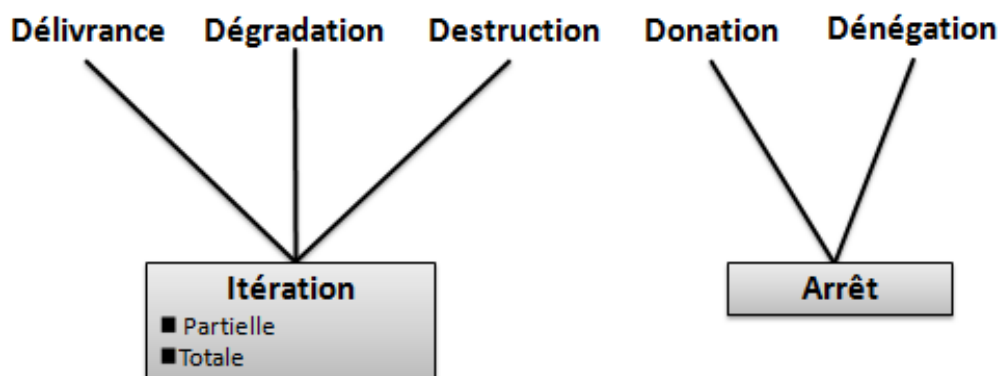 Délivrance Dégradation Destruction Donation Dénégation
Itération
■ Partielle
■ Totale
Arrêt